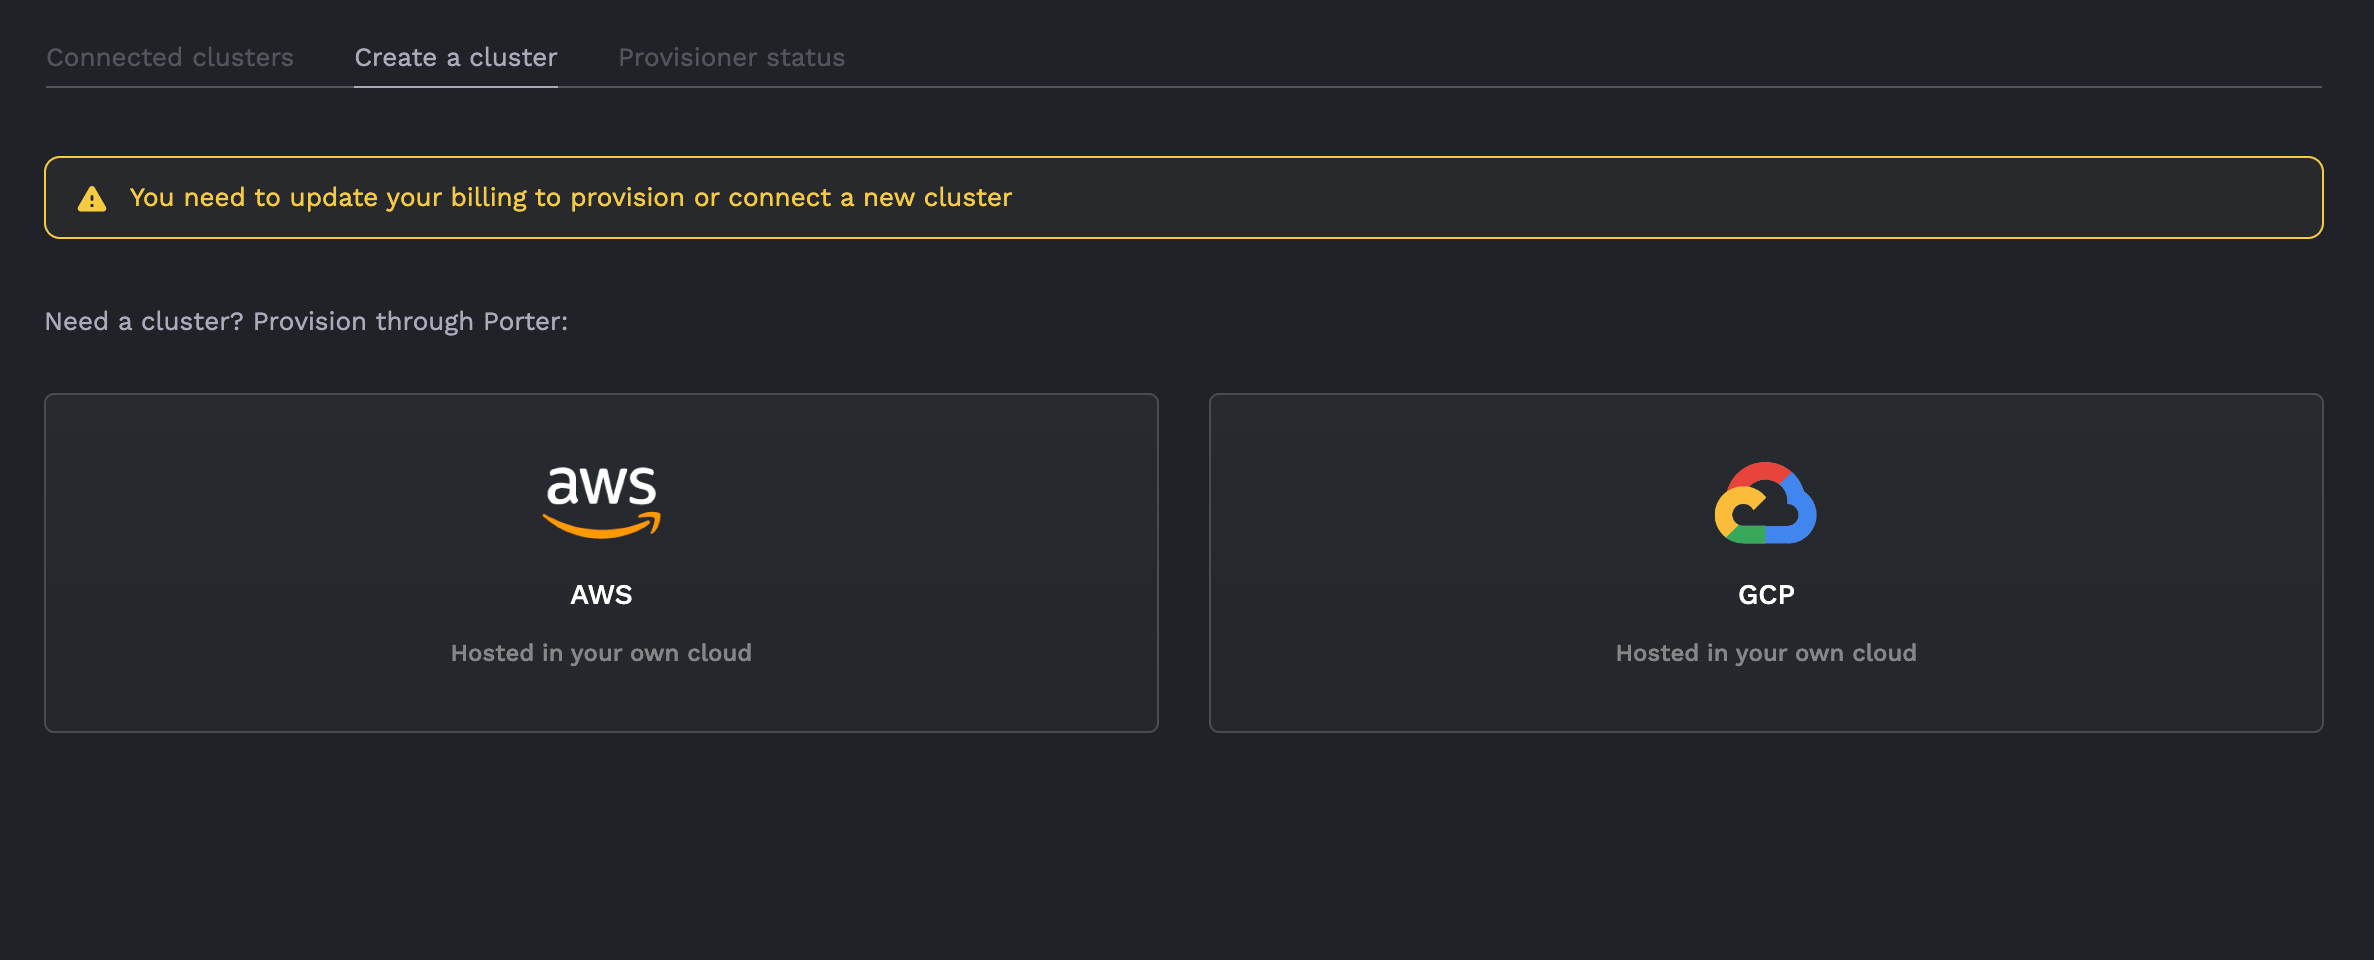 Connected clusters Create a cluster Provisioner status
You need to update your billing to provision or connect a new cluster
Need a cluster? Provision through Porter:
aws
AWS
Hosted in your own cloud
GCP
Hosted in your own cloud